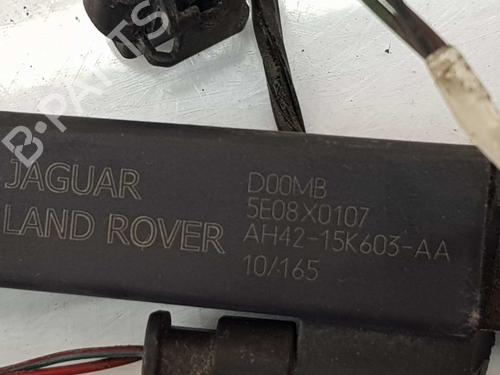 B-PARTS
JAGUAR
LAND ROVER
D00MB
5E08X0107
AH42-15K603-AA
10/165